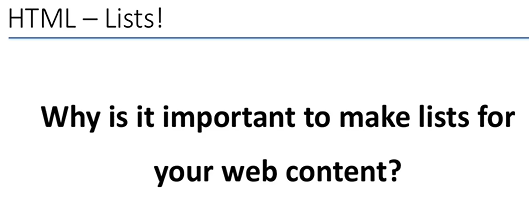 HTML – Lists!
Why is it important to make lists for
your web content?